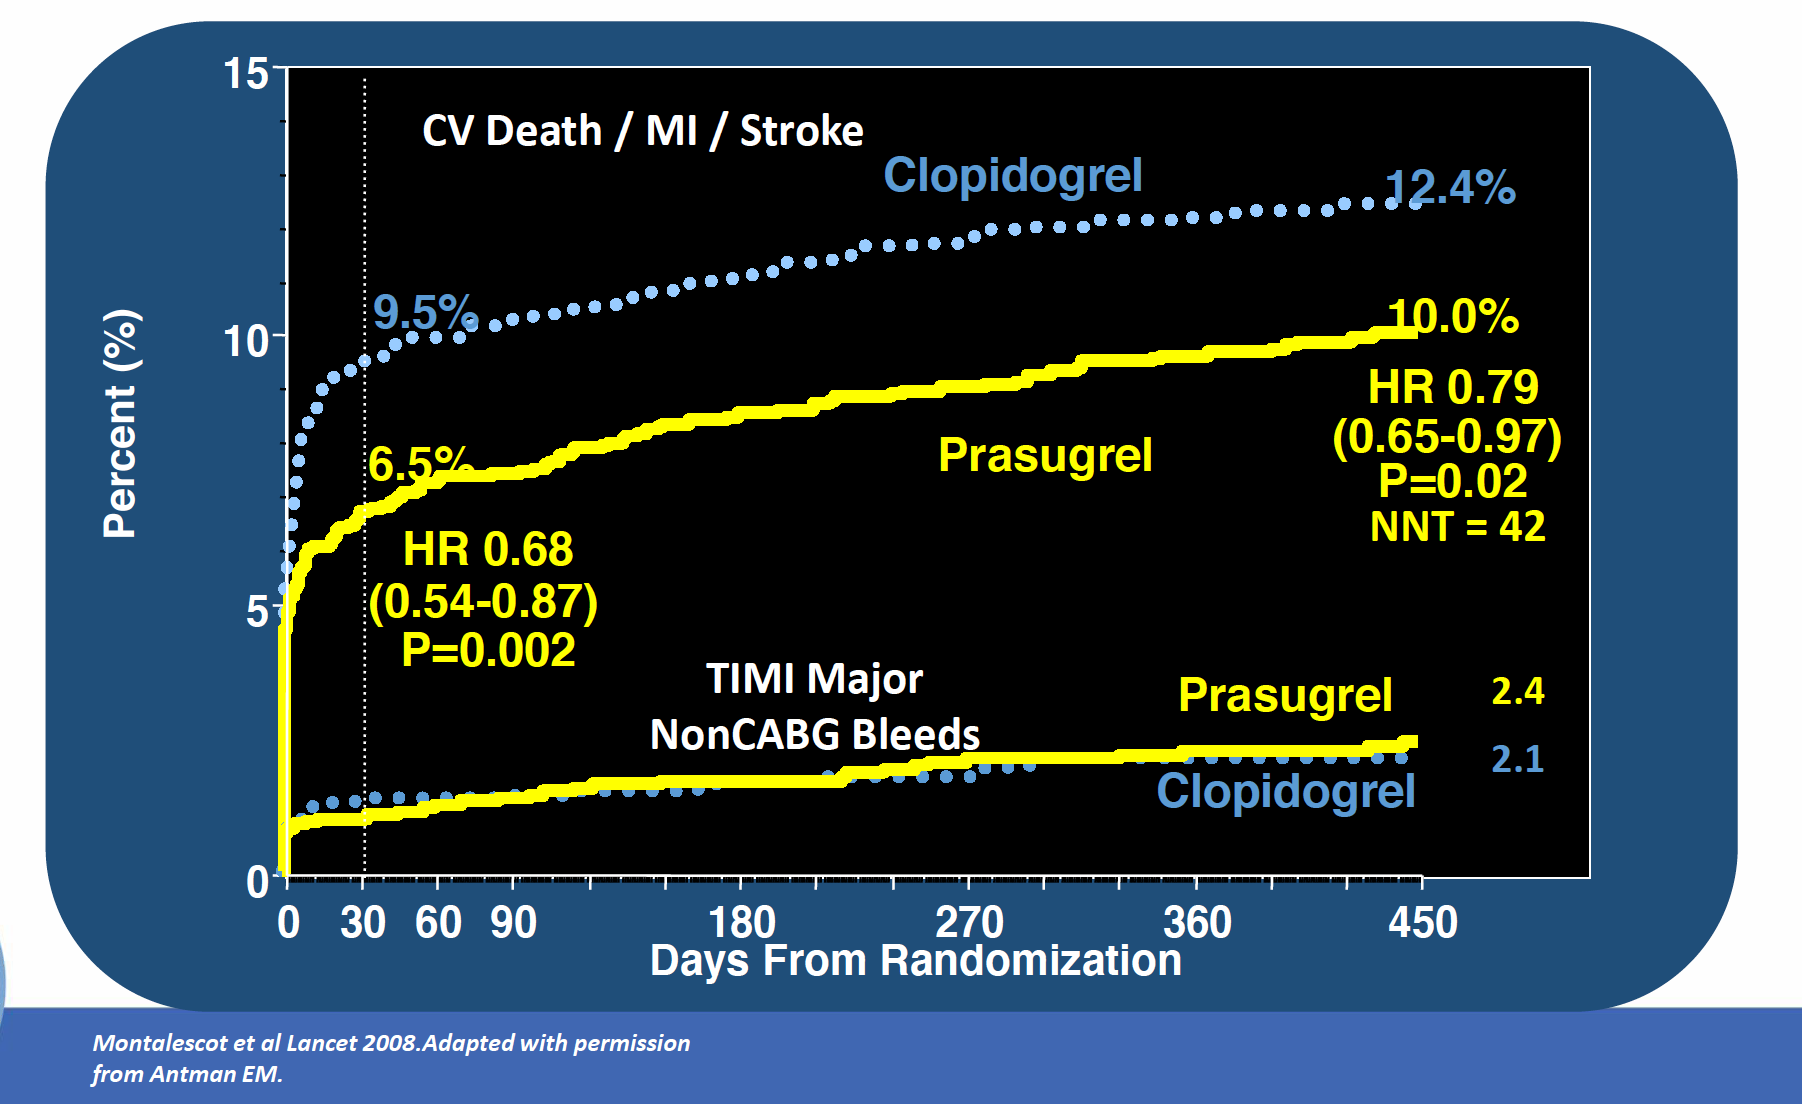 15
CV Death / MI / Stroke
Clopidogrel
12.4%
9.5%
10
10.0%
HR 0.79
(0.65-0.97)
P=0.02
NNT = 42
Prasugrel
6.5%
HR 0.68
(0.54-0.87)
P=0.002
5
Percent (%)
TIMI Major
NonCABG Bleeds
Prasugrel
2.4
2.1
Clopidogrel
0
0 30 60 90 180 270 360 450
Days From Randomization
Montalescot et al Lancet 2008.Adapted with permission
from Antman EM.